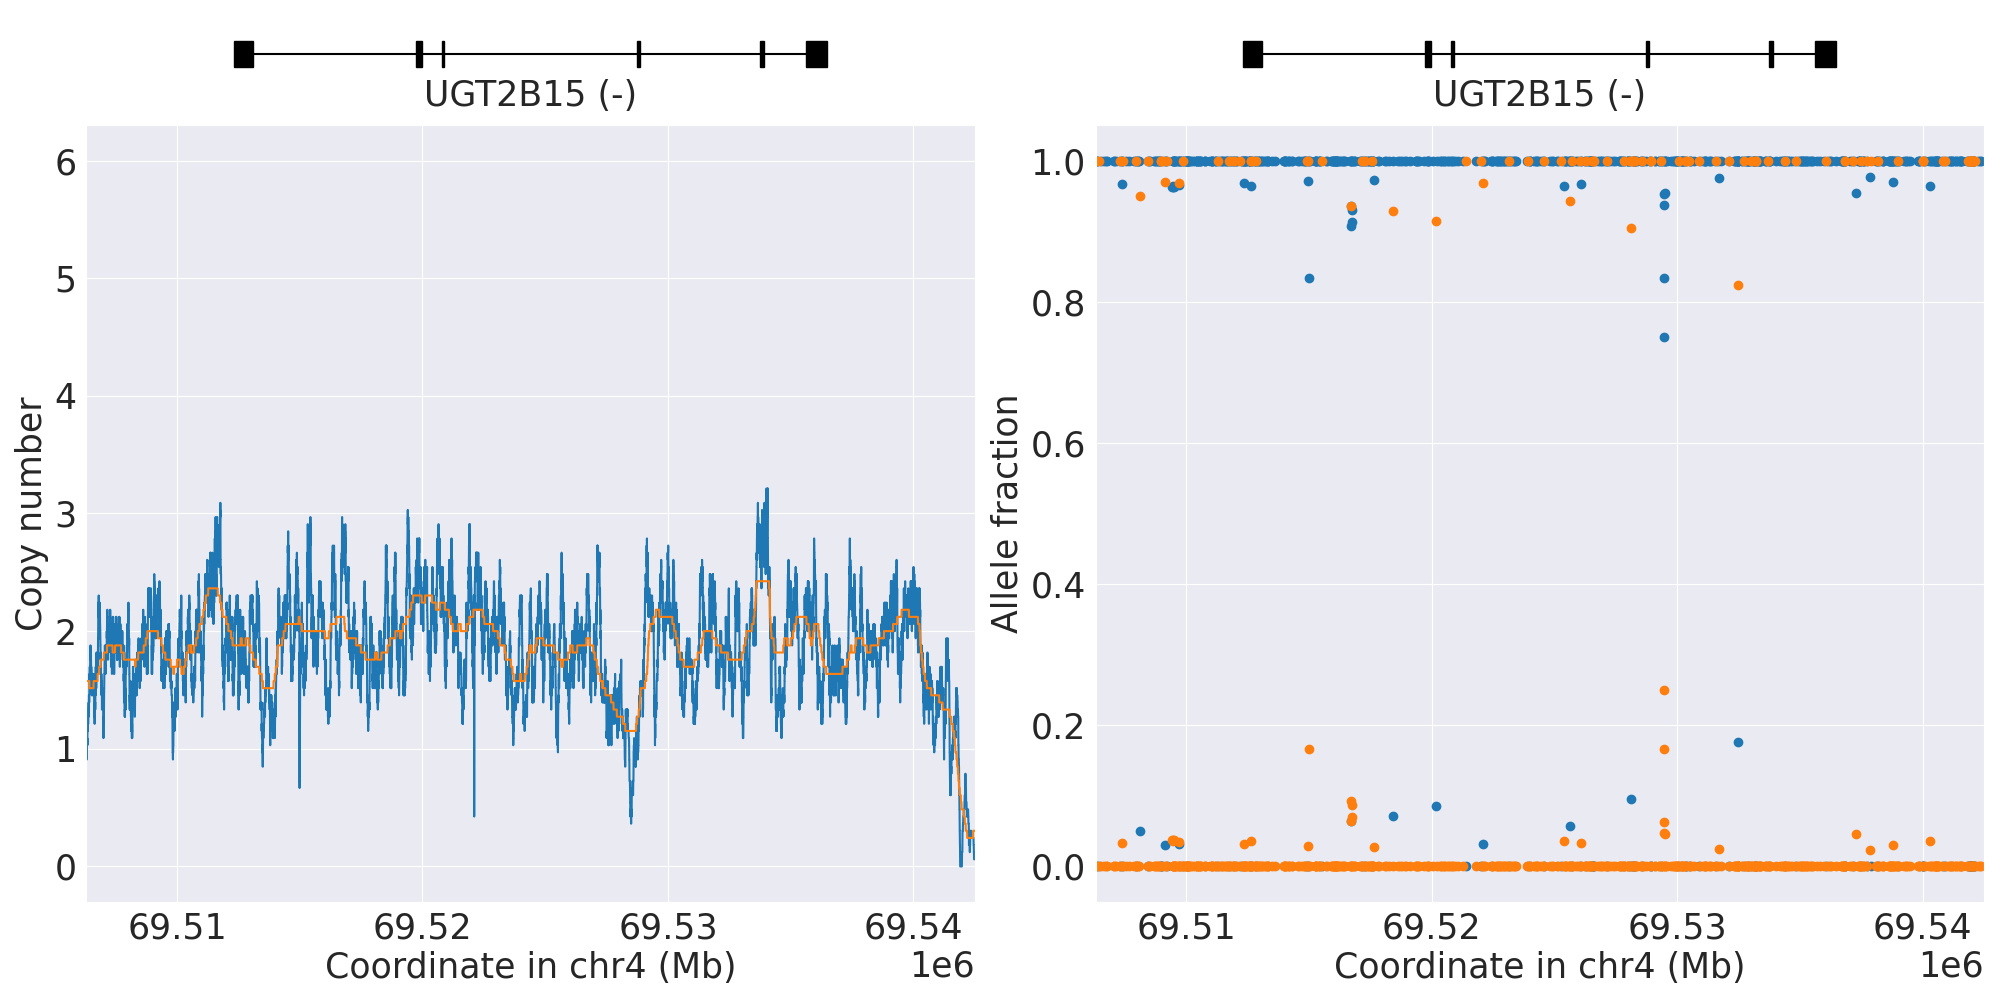 UGT2B15 (-)
6
5
4
3
2
1
0
Copy number
69.51 69.52 69.53 69.54
Coordinate in chr4 (Mb)
1e6
UGT2B15 (-)
1.0
0.8
0.6
0.4
0.2
0.0
Allele fraction
69.51 69.52 69.53 69.54
Coordinate in chr4 (Mb)
1e6